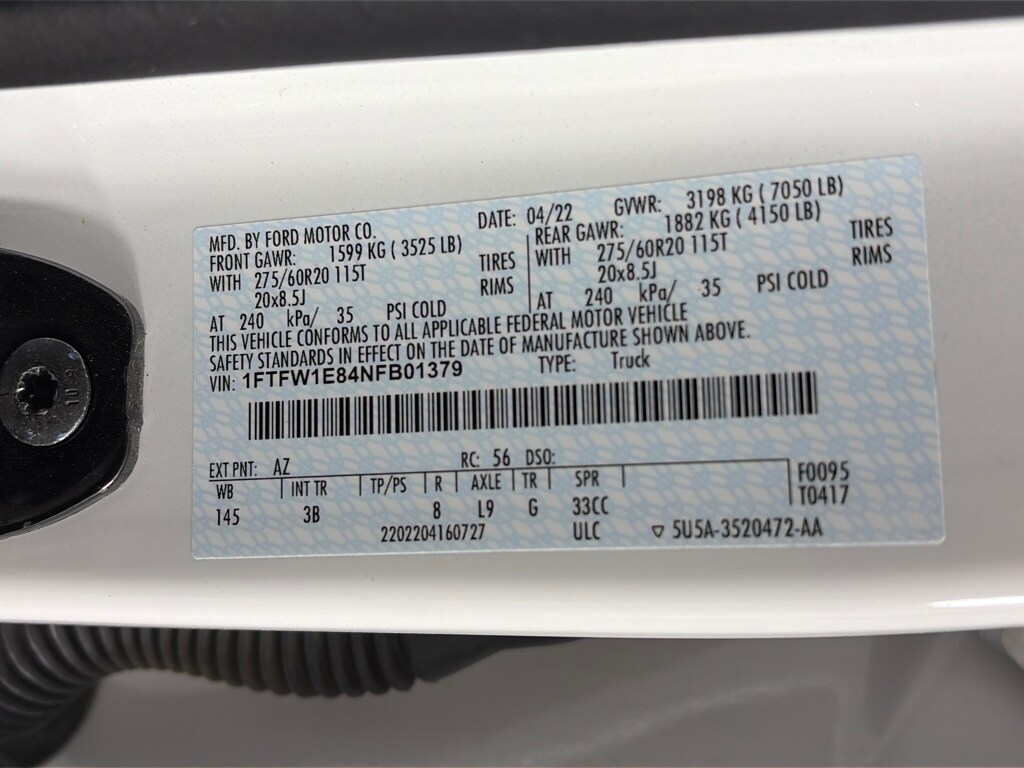 MFD. BY FORD MOTOR CO. DATE: 04/22 GVWR: 3198 KG ( 7050 LB)
FRONT GAWR: 1599 KG ( 3525 LB) REAR GAWR: 1882 KG ( 4150 LB)
WITH 275/60R20 115T TIRES WITH 275/60R20 115T TIRES
20x8.5J RIMS 20x8.5J RIMS
AT 240 kPa/ 35 PSI COLD AT 240 kPa/ 35 PSI COLD
THIS VEHICLE CONFORMS TO ALL APPLICABLE FEDERAL MOTOR VEHICLE
SAFETY STANDARDS IN EFFECT ON THE DATE OF MANUFACTURE SHOWN ABOVE.
VIN: 1FTFW1E84NFB01379 TYPE: Truck
EXT PNT: AZ RC: 56 DSO:
WB INT TR TP/PS R AXLE TR SPR F0095
145 3B 8 L9 G 33CC T0417
2202204160727 ULC ▽ 5U5A-3520472-AA